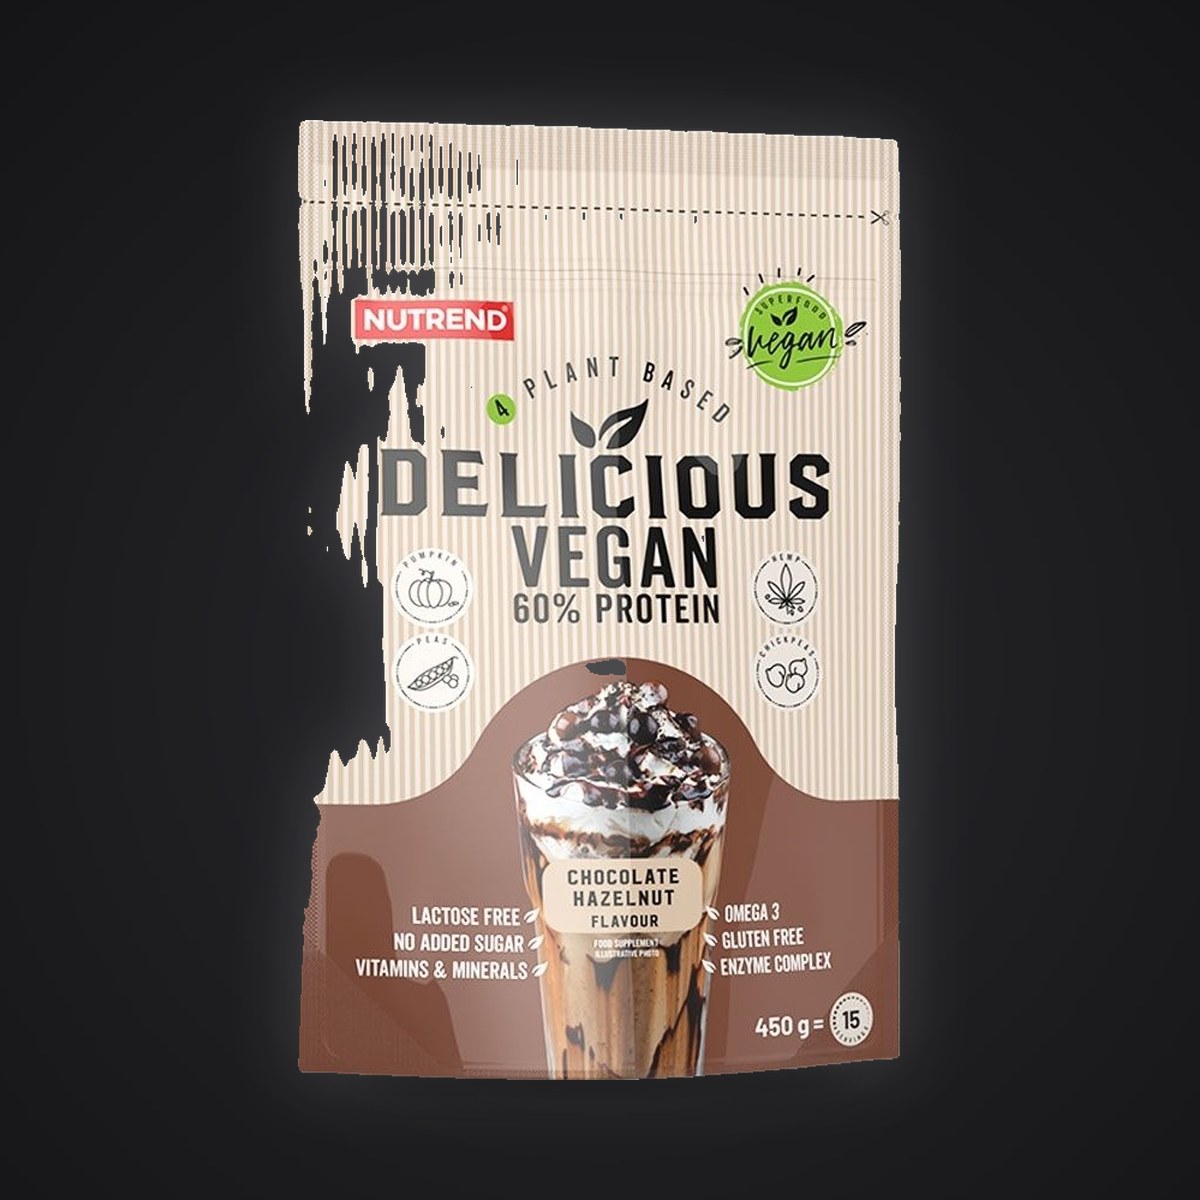 NUTREND®
SUPERFOOD
vegan
4 PLANT BASED
DELICIOUS
VEGAN
60% PROTEIN
PUMPKIN
HEMP
PEAS
CHICKPEAS
CHOCOLATE
HAZELNUT
FLAVOUR
FOOD SUPPLEMENT
ILLUSTRATIVE PHOTO
LACTOSE FREE
NO ADDED SUGAR
VITAMINS & MINERALS
OMEGA 3
GLUTEN FREE
ENZYME COMPLEX
450 g = 15
SERVINGS